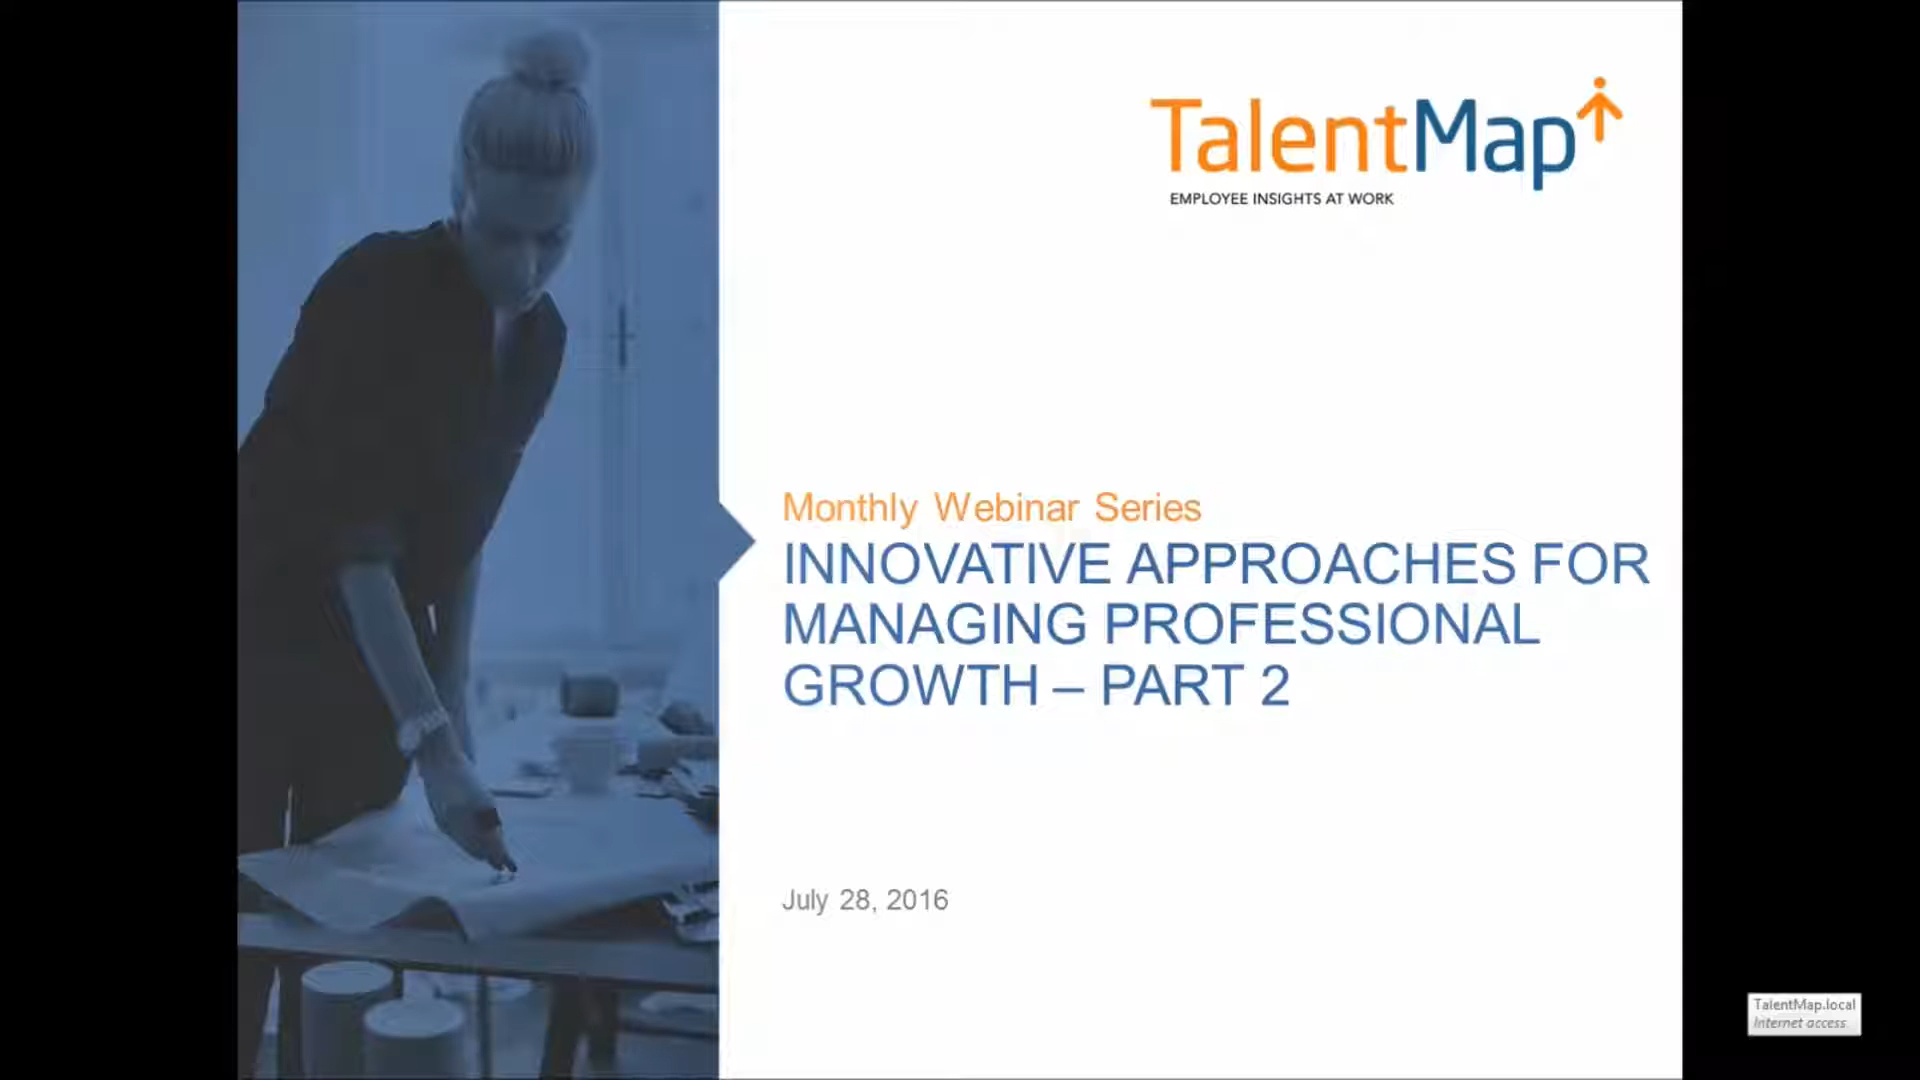 TalentMap
EMPLOYEE INSIGHTS AT WORK
Monthly Webinar Series
INNOVATIVE APPROACHES FOR
MANAGING PROFESSIONAL
GROWTH – PART 2
July 28, 2016
TalentMap.local
Internet access